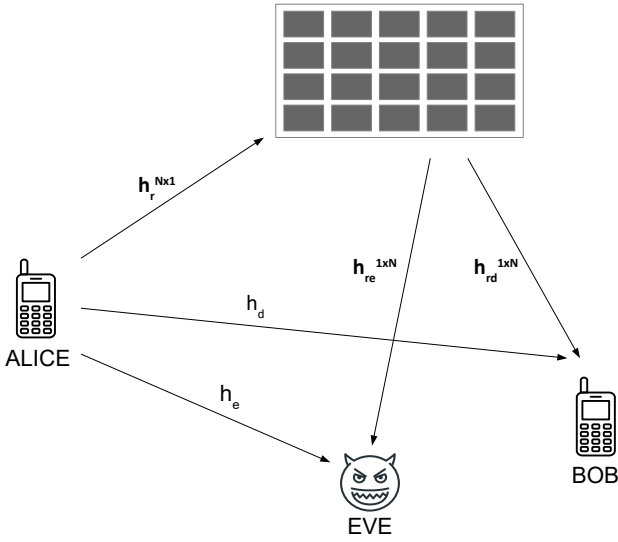 h_r^Nx1
h_re^1xN
h_rd^1xN
h_d
ALICE
h_e
BOB
EVE